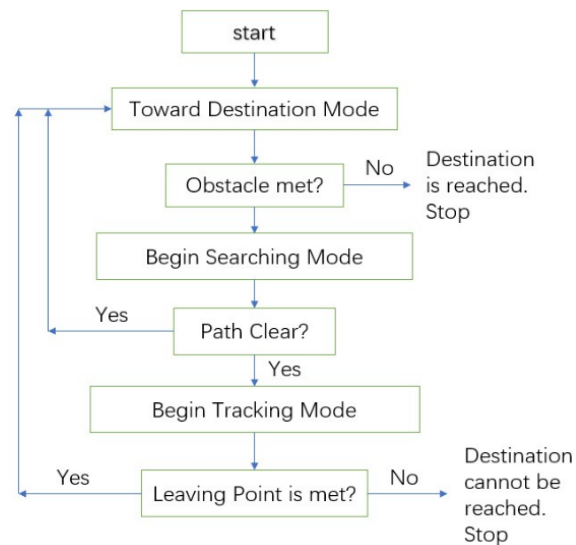 start
Toward Destination Mode
Obstacle met?
No
Destination
is reached.
Stop
Begin Searching Mode
Yes
Path Clear?
Yes
Begin Tracking Mode
Yes
Leaving Point is met?
No
Destination
cannot be
reached.
Stop